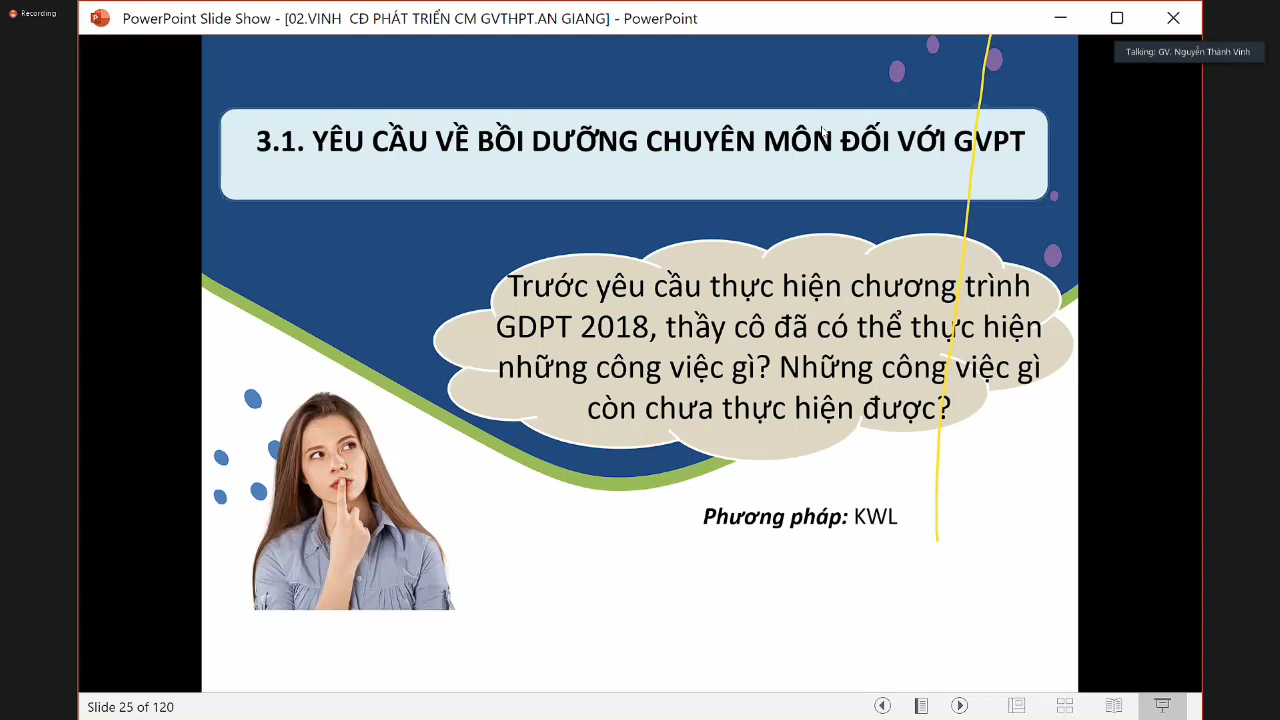 Recording
PowerPoint Slide Show - [02.VINH CD PHÁT TRIỂN CM GVTHPT.AN GIANG] - PowerPoint
Talking: GV. Nguyễn Thành Vinh
3.1. YÊU CẦU VỀ BỒI DƯỠNG CHUYÊN MÔN ĐỐI VỚI GVPT
Trước yêu cầu thực hiện chương trình
GDPT 2018, thầy cô đã có thể thực hiện
những công việc gì? Những công việc gì
còn chưa thực hiện được?
Phương pháp: KWL
Slide 25 of 120